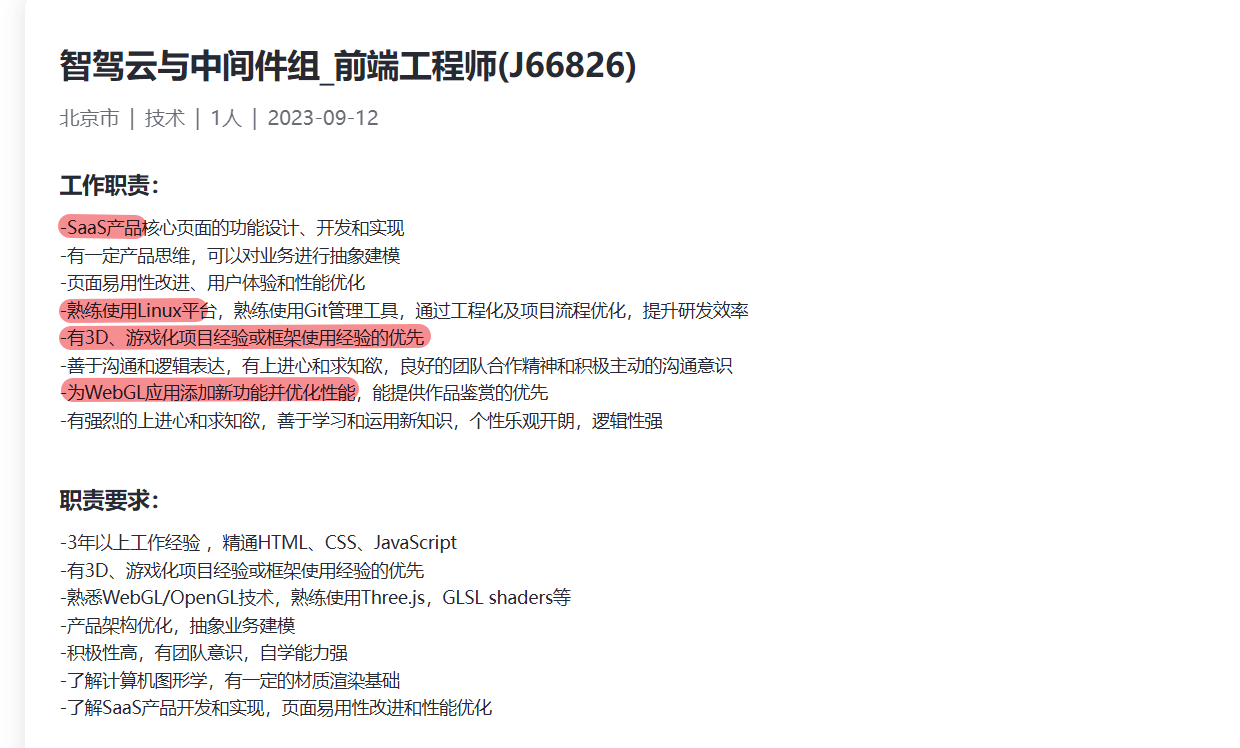 智驾云与中间件组_前端工程师(J66826)
北京市 | 技术 | 1人 | 2023-09-12
工作职责：
-SaaS产品核心页面的功能设计、开发和实现
-有一定产品思维，可以对业务进行抽象建模
-页面易用性改进、用户体验和性能优化
-熟练使用Linux平台，熟练使用Git管理工具，通过工程化及项目流程优化，提升研发效率
-有3D、游戏化项目经验或框架使用经验的优先
-善于沟通和逻辑表达，有上进心和求知欲，良好的团队合作精神和积极主动的沟通意识
-为WebGL应用添加新功能并优化性能，能提供作品鉴赏的优先
-有强烈的上进心和求知欲，善于学习和运用新知识，个性乐观开朗，逻辑性强
职责要求：
-3年以上工作经验 ，精通HTML、CSS、JavaScript
-有3D、游戏化项目经验或框架使用经验的优先
-熟悉WebGL/OpenGL技术，熟练使用Three.js，GLSL shaders等
-产品架构优化，抽象业务建模
-积极性高，有团队意识，自学能力强
-了解计算机图形学，有一定的材质渲染基础
-了解SaaS产品开发和实现，页面易用性改进和性能优化